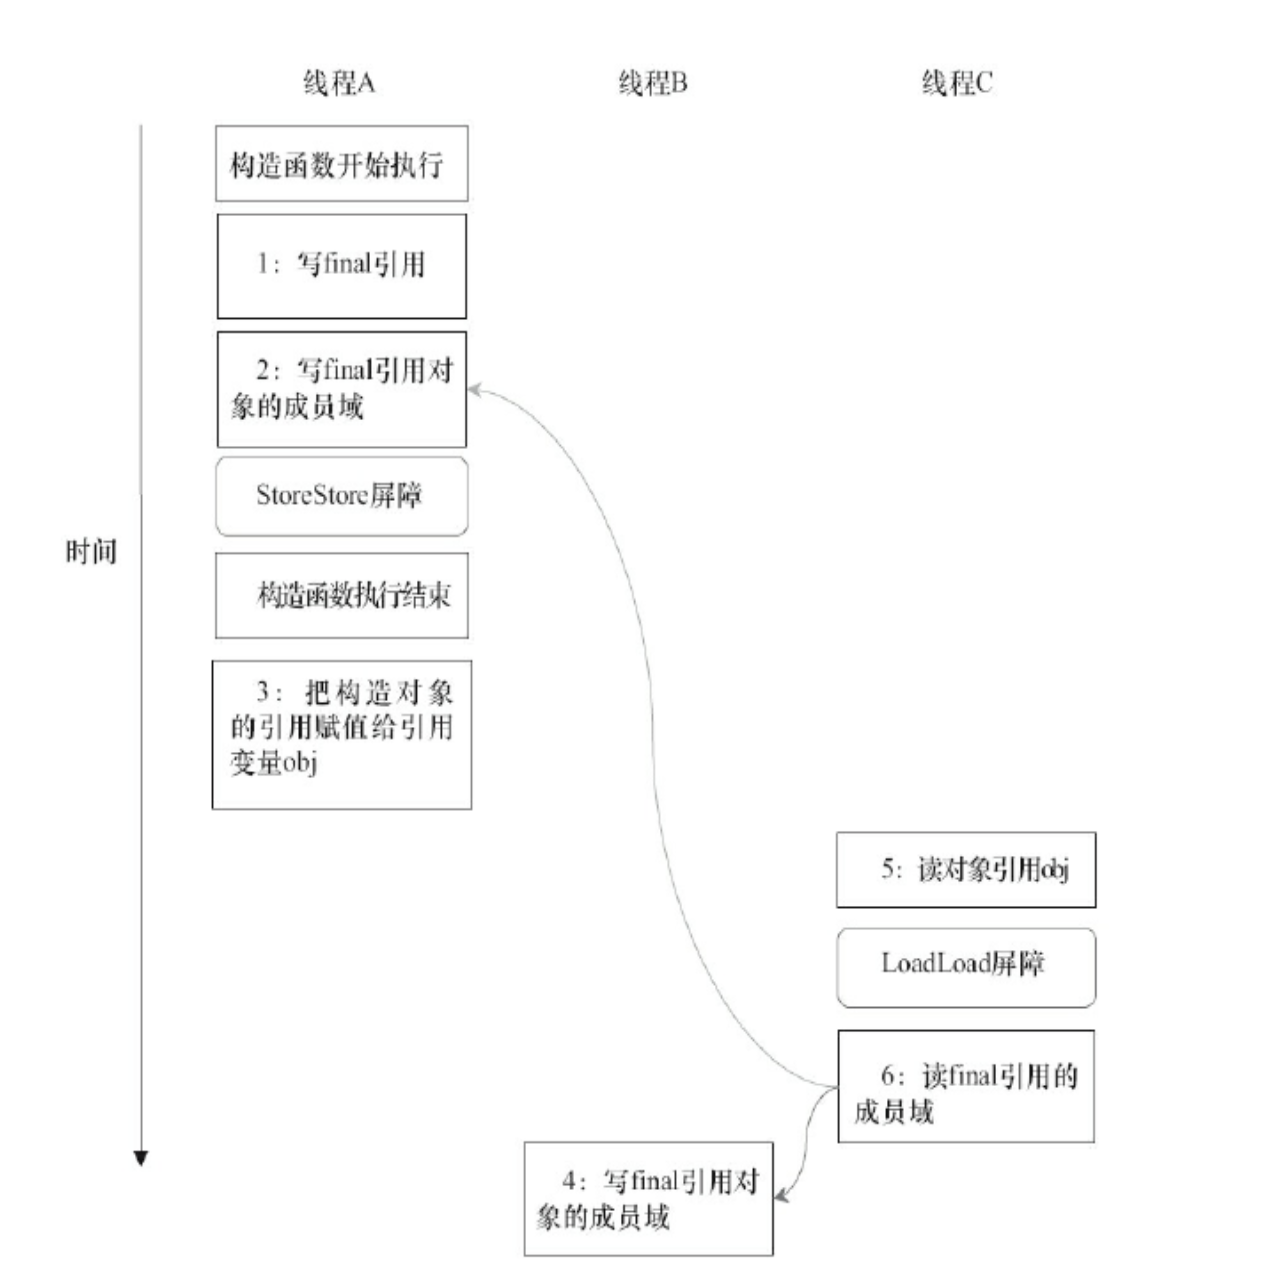 线程A
线程B
线程C
构造函数开始执行
1：写final引用
2：写final引用对
象的成员域
StoreStore屏障
构造函数执行结束
时间
3：把构造对象
的引用赋值给引用
变量obj
5：读对象引用obj
LoadLoad屏障
6：读final引用的
成员域
4：写final引用对
象的成员域